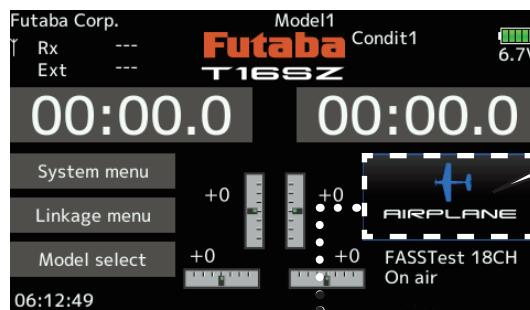 Futaba Corp.
Model1
Rx ---
Ext ---
Futaba
T16SZ
Condit1
6.7V
00:00.0
00:00.0
System menu
Linkage menu
Model select
+0
+0
+0
+0
AIRPLANE
FASSTest 18CH
On air
06:12:49